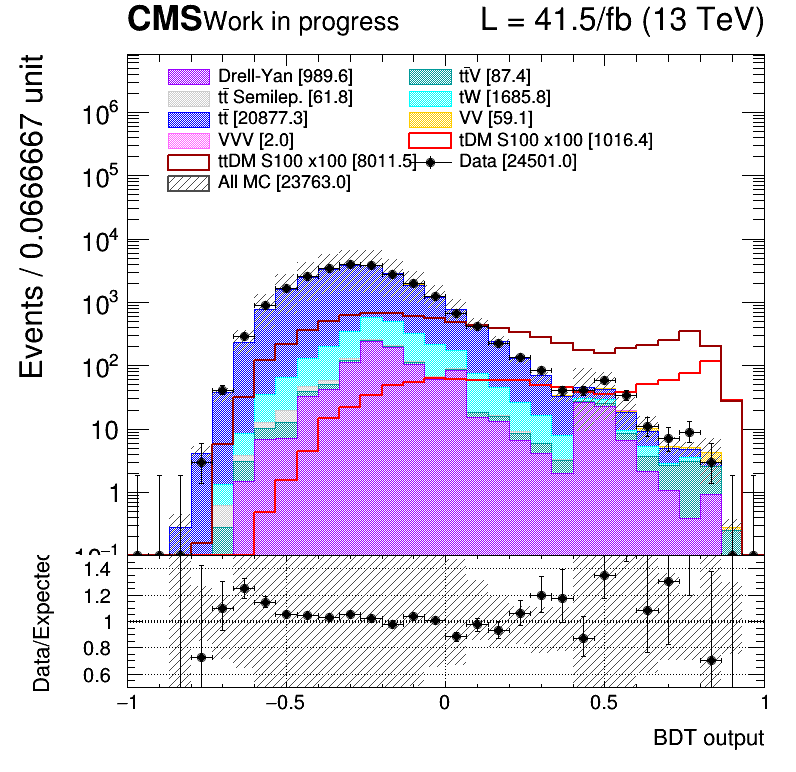 CMS Work in progress L = 41.5/fb (13 TeV)
Drell-Yan [989.6] tt̄V [87.4]
tt̄ Semilep. [61.8] tW [1685.8]
tt̄ [20877.3] VV [59.1]
VVV [2.0] tDM S100 x100 [1016.4]
ttDM S100 x100 [8011.5] Data [24501.0]
All MC [23763.0]
Events / 0.0666667 unit
10⁶
10⁵
10⁴
10³
10²
10
1
10⁻¹
Data/Expected
1.4
1.2
1
0.8
0.6
−1 −0.5 0 0.5 1
BDT output